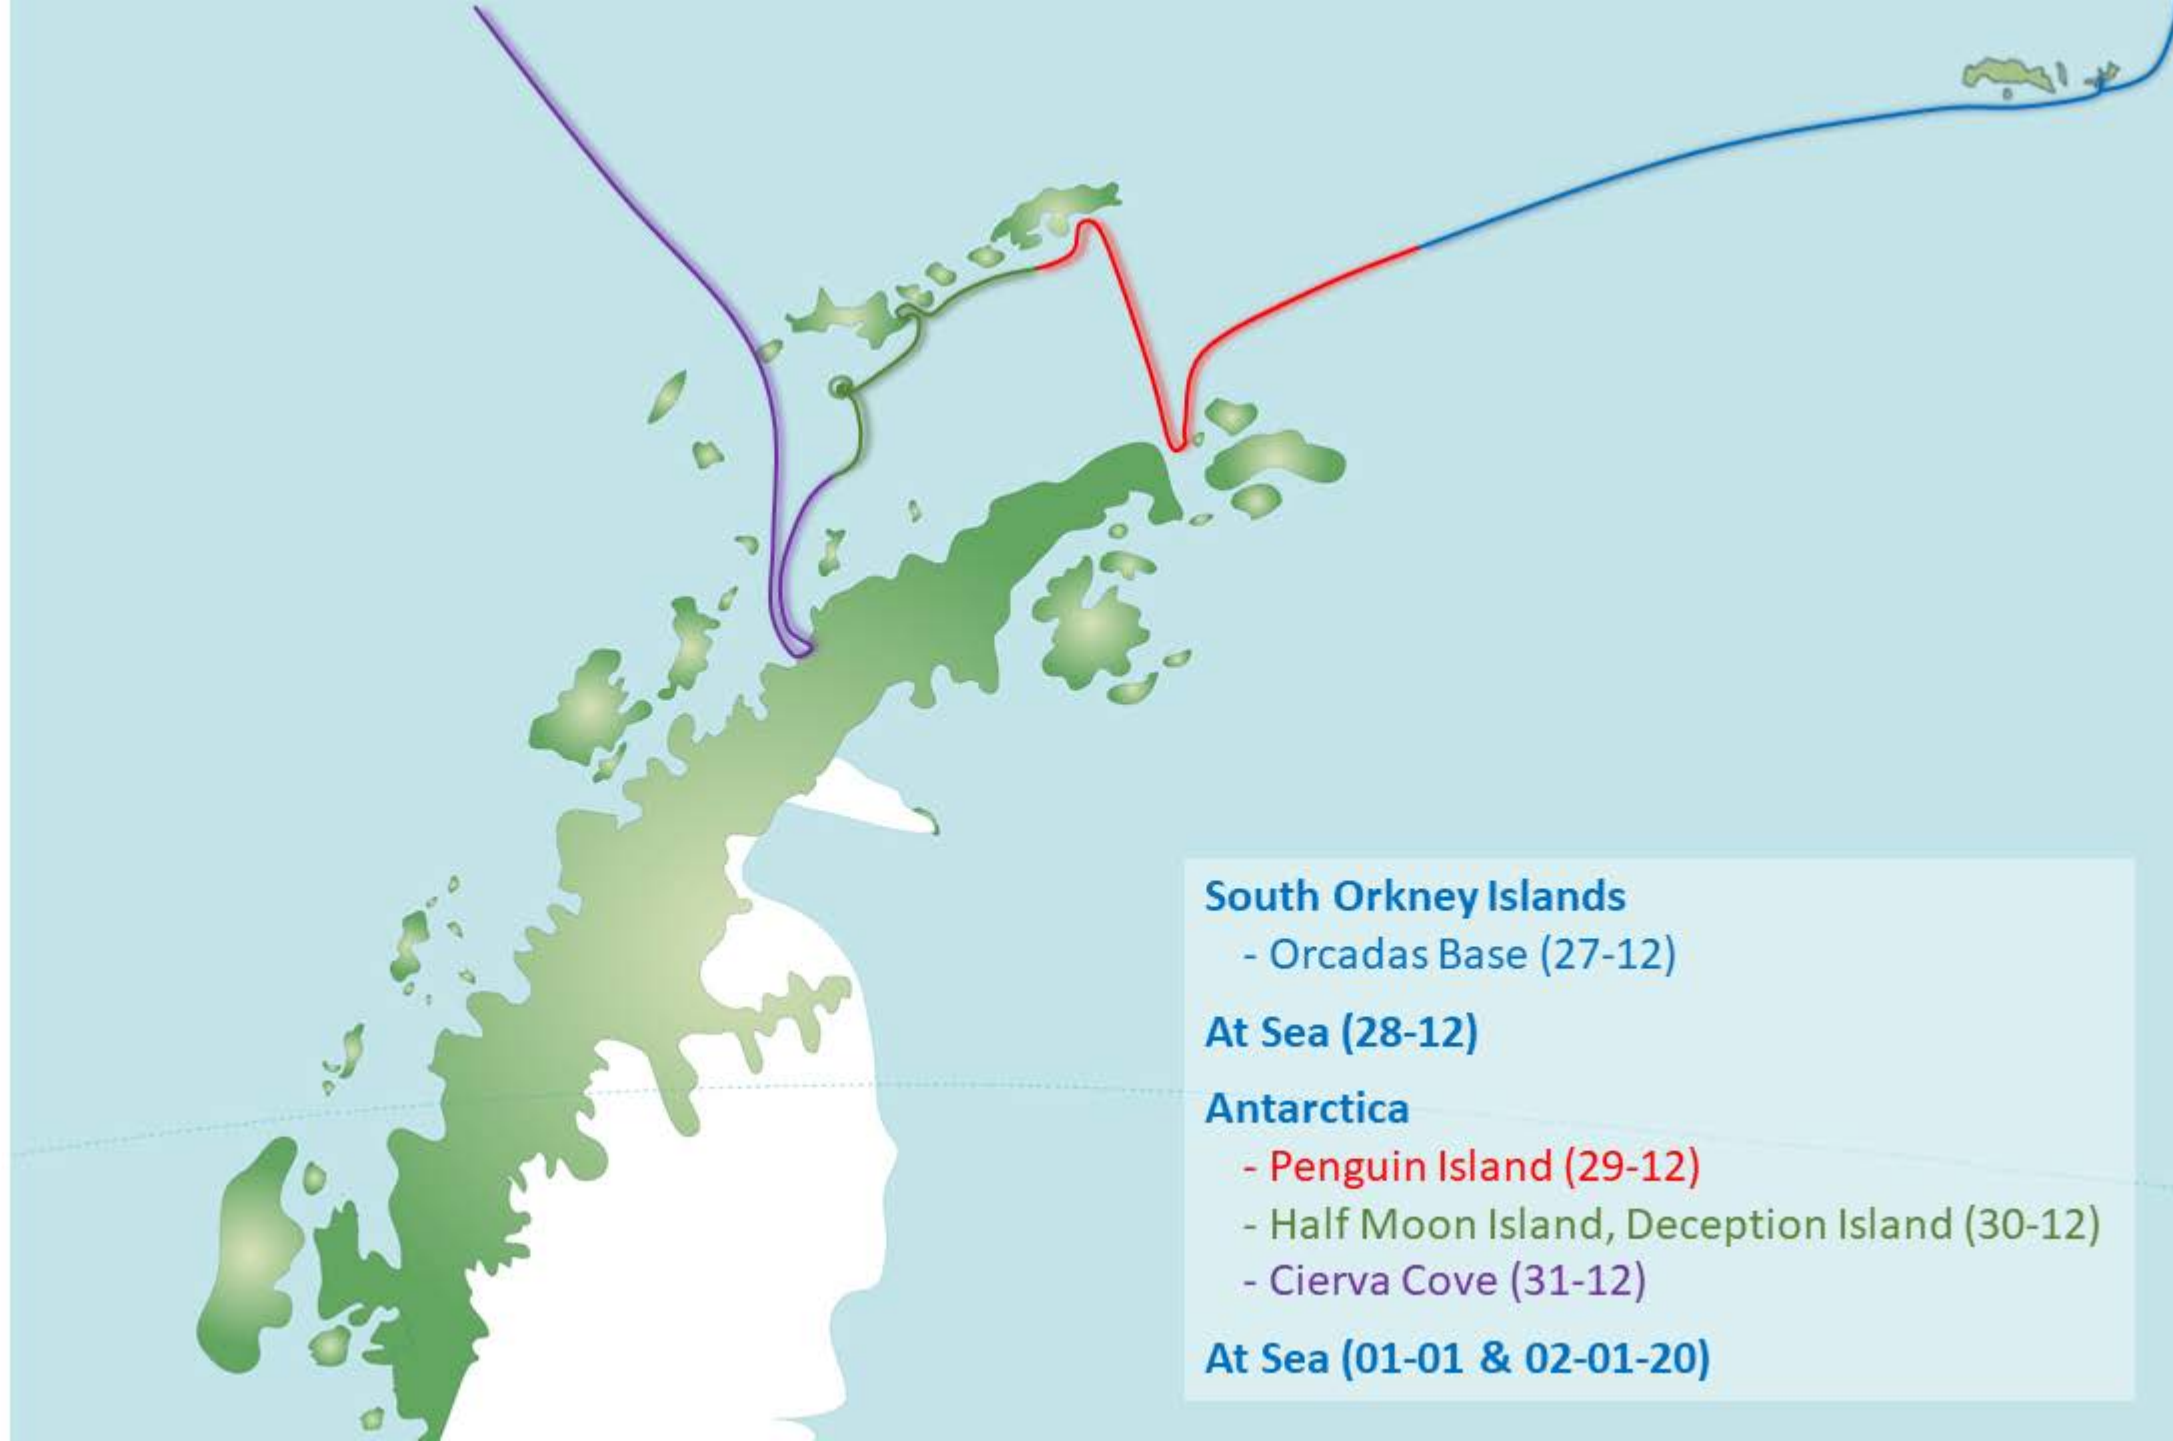 South Orkney Islands
- Orcadas Base (27-12)
At Sea (28-12)
Antarctica
- Penguin Island (29-12)
- Half Moon Island, Deception Island (30-12)
- Cierva Cove (31-12)
At Sea (01-01 & 02-01-20)